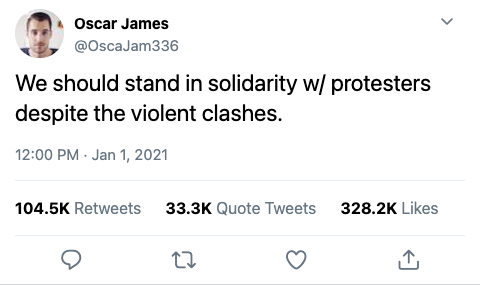 Oscar James
@OscaJam336
We should stand in solidarity w/ protesters
despite the violent clashes.
12:00 PM · Jan 1, 2021
104.5K Retweets 33.3K Quote Tweets 328.2K Likes